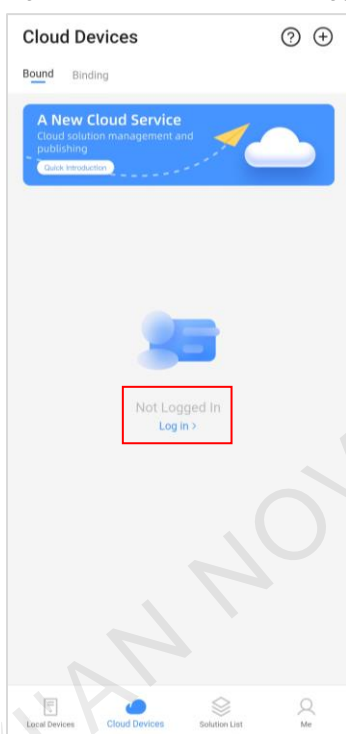 Cloud Devices
Bound Binding
A New Cloud Service
Cloud solution management and
publishing
Quick Introduction
Not Logged In
Log in >
Local Devices Cloud Devices Solution List Me